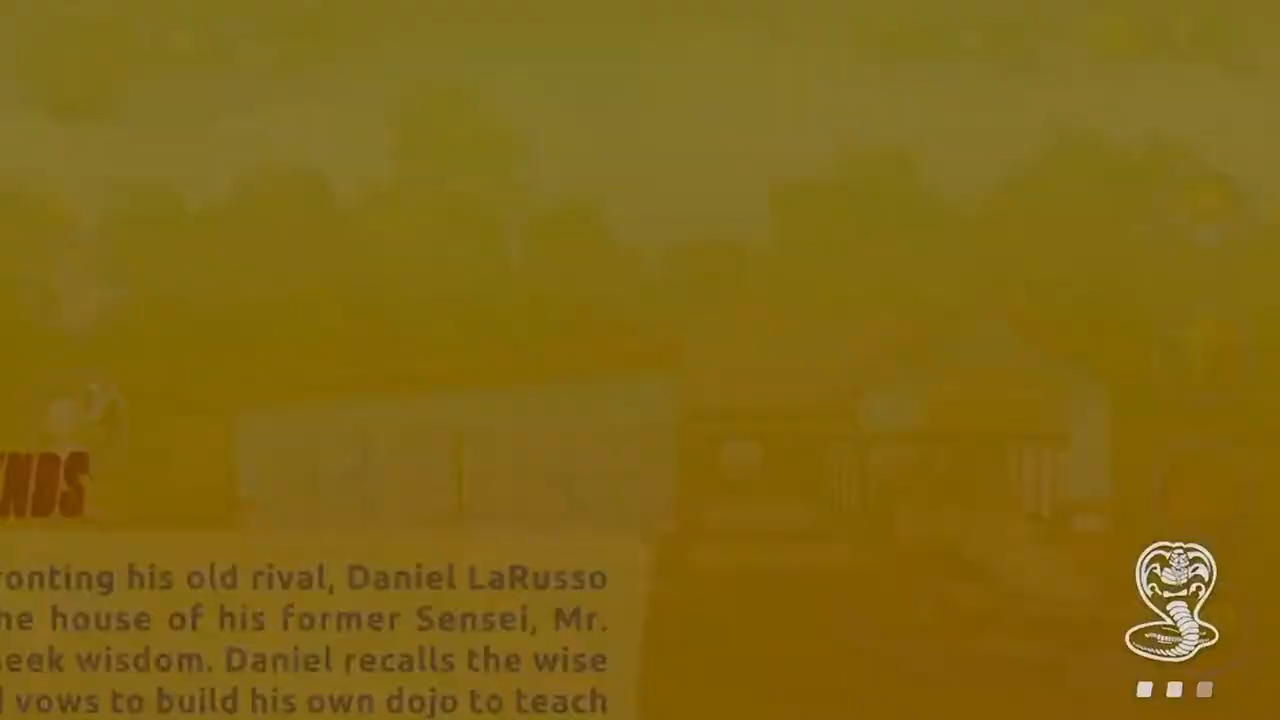 NDS
ronting his old rival, Daniel LaRusso
he house of his former Sensei, Mr.
eek wisdom. Daniel recalls the wise
vows to build his own dojo to teach